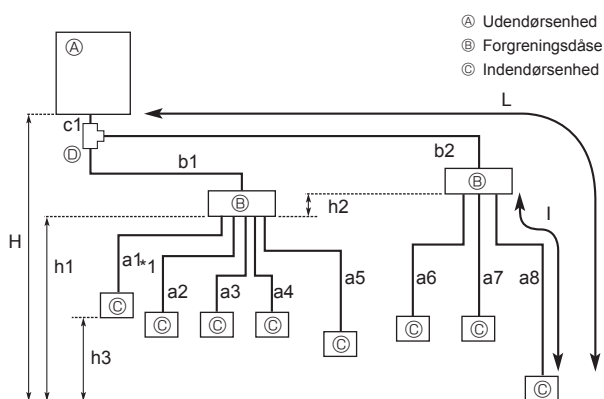 Ⓐ Udendørsenhed
Ⓑ Forgreningsdåse
Ⓒ Indendørsenhed
Ⓐ
L
c1
Ⓓ
b1
b2
Ⓑ
Ⓑ
h2
H
h1
a1*1
a2
a3
a4
a5
a6
a7
a8
l
Ⓒ
Ⓒ
Ⓒ
Ⓒ
Ⓒ
Ⓒ
Ⓒ
h3
Ⓒ